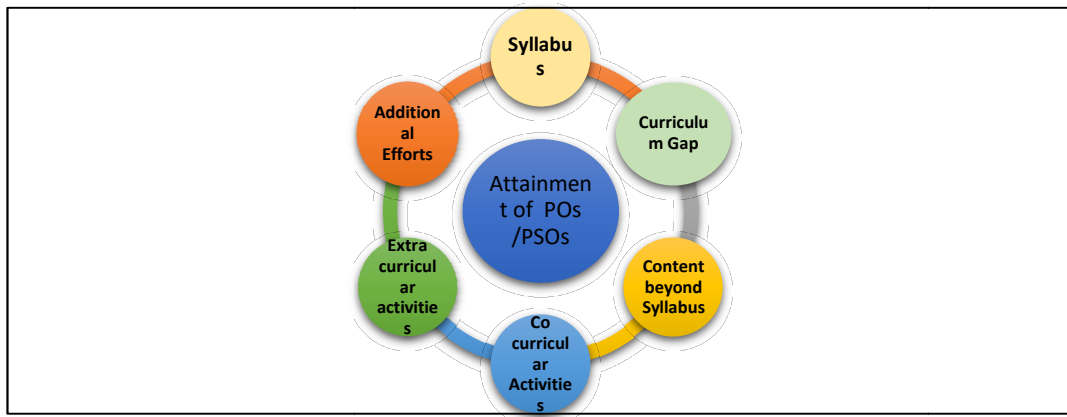 Syllabu
s
Curriculu
m Gap
Content
beyond
Syllabus
Co
curricul
ar
Activitie
s
Extra
curricul
ar
activitie
s
Addition
al
Efforts
Attainmen
t of POs
/PSOs